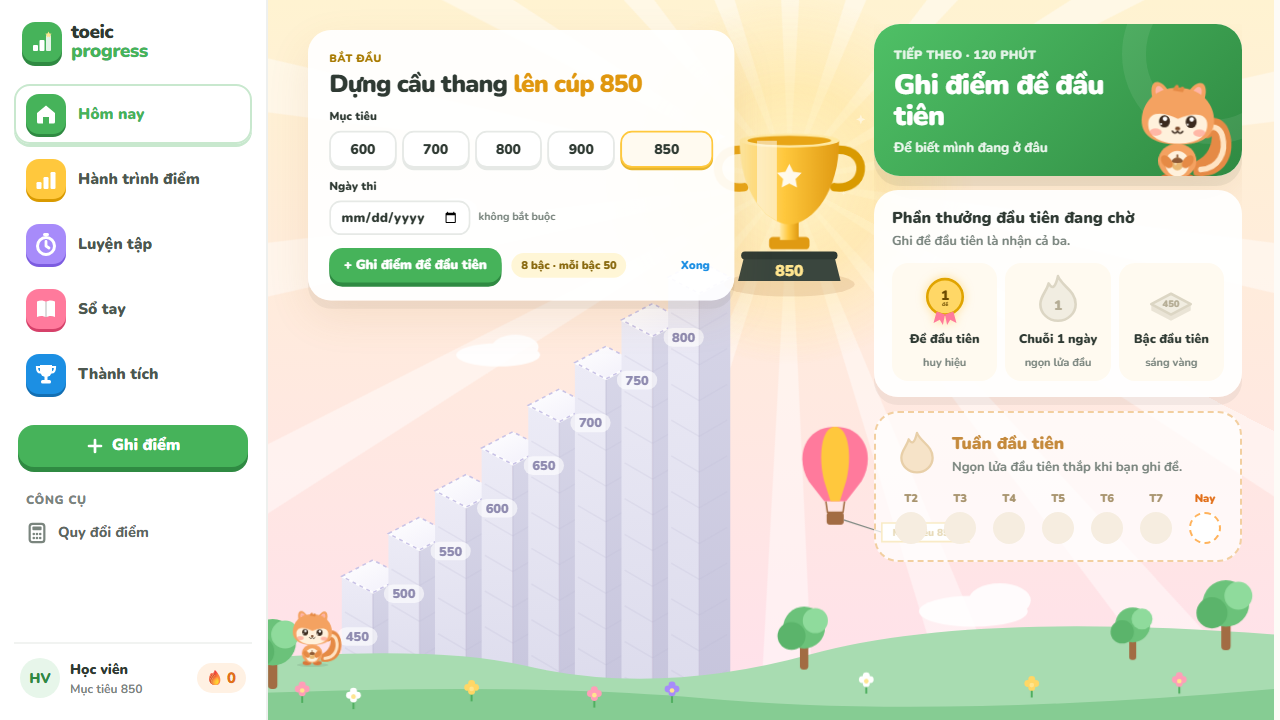 toeic
progress
Hôm nay
Hành trình điểm
Luyện tập
Sổ tay
Thành tích
+ Ghi điểm
CÔNG CỤ
Quy đổi điểm
HV
Học viên
Mục tiêu 850
0
BẮT ĐẦU
Dựng cầu thang lên cúp 850
Mục tiêu
600 700 800 900 850
Ngày thi
mm/dd/yyyy không bắt buộc
+ Ghi điểm đề đầu tiên 8 bậc · mỗi bậc 50 Xong
850
800
750
700
650
600
550
500
450
TIẾP THEO · 120 PHÚT
Ghi điểm đề đầu
tiên
Để biết mình đang ở đâu
Phần thưởng đầu tiên đang chờ
Ghi đề đầu tiên là nhận cả ba.
1
đề
1
450
Đề đầu tiên Chuỗi 1 ngày Bậc đầu tiên
huy hiệu ngọn lửa đầu sáng vàng
Tuần đầu tiên
Ngọn lửa đầu tiên thắp khi bạn ghi đề.
T2 T3 T4 T5 T6 T7 Nay